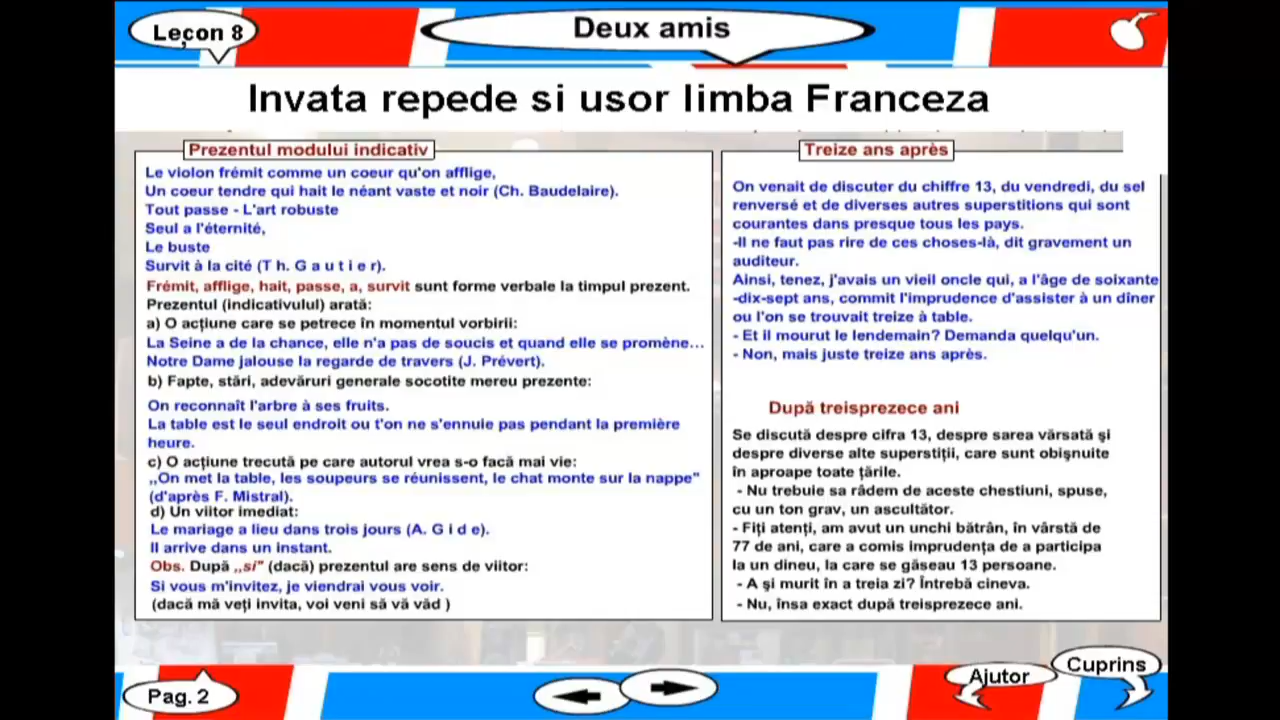 Leçon 8
Deux amis
Invata repede si usor limba Franceza
Prezentul modului indicativ
Le violon frémit comme un coeur qu'on afflige,
Un coeur tendre qui hait le néant vaste et noir (Ch. Baudelaire).
Tout passe - L'art robuste
Seul a l'éternité,
Le buste
Survit à la cité (T h. G a u t i e r).
Frémit, afflige, hait, passe, a, survit sunt forme verbale la timpul prezent.
Prezentul (indicativului) arată:
a) O acțiune care se petrece în momentul vorbirii:
La Seine a de la chance, elle n'a pas de soucis et quand elle se promène...
Notre Dame jalouse la regarde de travers (J. Prévert).
b) Fapte, stări, adevăruri generale socotite mereu prezente:
On reconnaît l'arbre à ses fruits.
La table est le seul endroit ou t'on ne s'ennuie pas pendant la première
heure.
c) O acțiune trecută pe care autorul vrea s-o facă mai vie:
,,On met la table, les soupeurs se réunissent, le chat monte sur la nappe"
(d'après F. Mistral).
d) Un viitor imediat:
Le mariage a lieu dans trois jours (A. G i d e).
Il arrive dans un instant.
Obs. După ,,si" (dacă) prezentul are sens de viitor:
Si vous m'invitez, je viendrai vous voir.
(dacă mă veți invita, voi veni să vă văd )
Treize ans après
On venait de discuter du chiffre 13, du vendredi, du sel
renversé et de diverses autres superstitions qui sont
courantes dans presque tous les pays.
-Il ne faut pas rire de ces choses-là, dit gravement un
auditeur.
Ainsi, tenez, j'avais un vieil oncle qui, a l'âge de soixante
-dix-sept ans, commit l'imprudence d'assister à un dîner
ou l'on se trouvait treize à table.
- Et il mourut le lendemain? Demanda quelqu'un.
- Non, mais juste treize ans après.
După treisprezece ani
Se discută despre cifra 13, despre sarea vărsată și
despre diverse alte superstiții, care sunt obișnuite
în aproape toate țările.
- Nu trebuie sa râdem de aceste chestiuni, spuse,
cu un ton grav, un ascultător.
- Fiți atenți, am avut un unchi bătrân, în vârstă de
77 de ani, care a comis imprudența de a participa
la un dineu, la care se găseau 13 persoane.
- A și murit în a treia zi? Întrebă cineva.
- Nu, însa exact după treisprezece ani.
Pag. 2
Ajutor
Cuprins